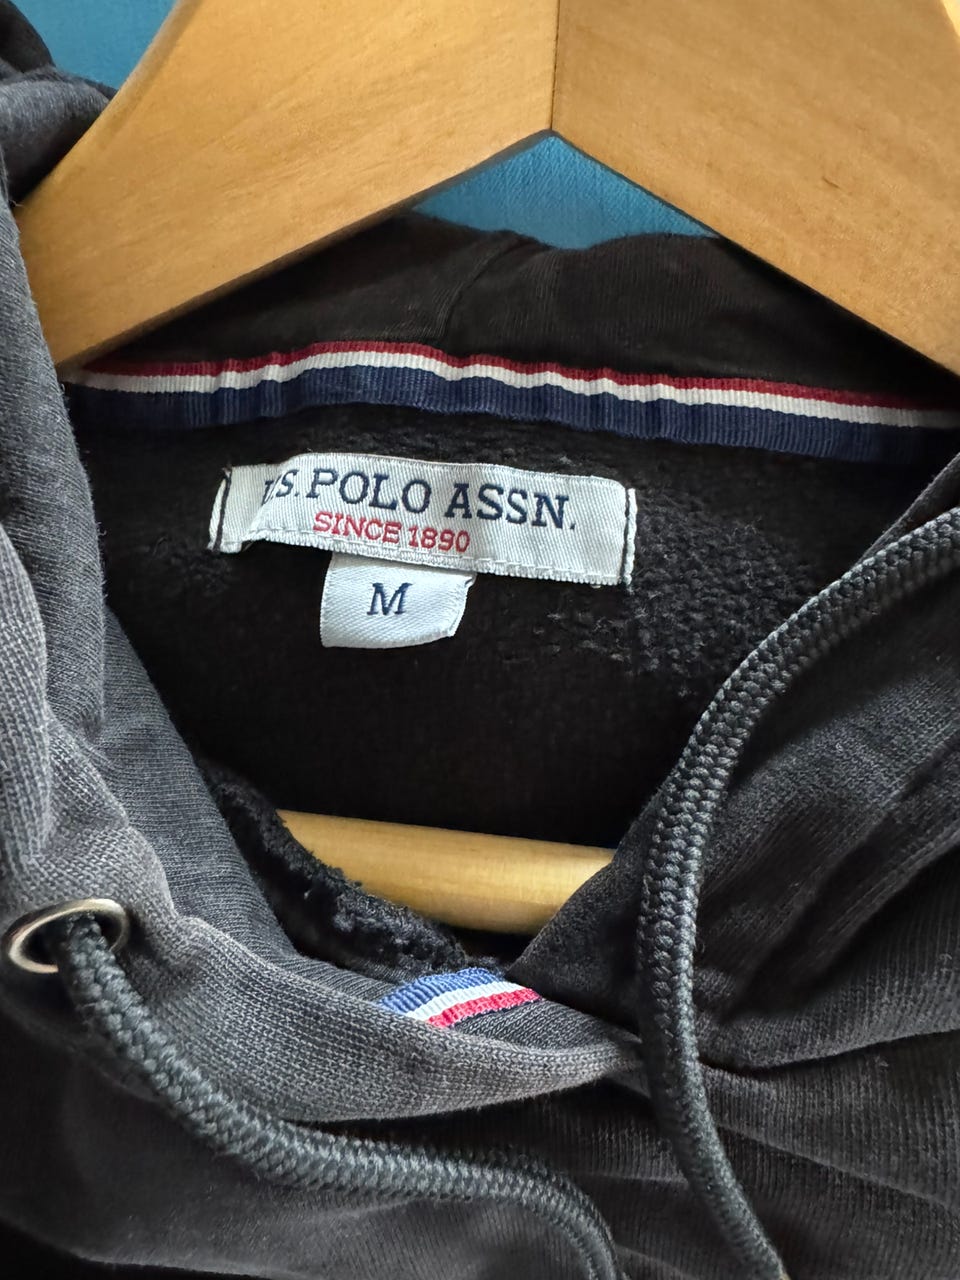 U.S. POLO ASSN.
SINCE 1890
M